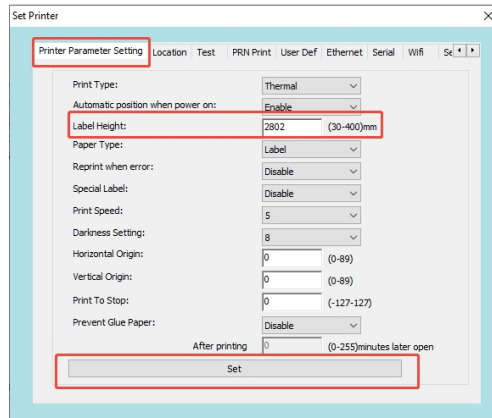 Set Printer
Printer Parameter Setting Location Test PRN Print User Def Ethernet Serial Wifi Se
Print Type: Thermal
Automatic position when power on: Enable
Label Height: 2802 (30-400)mm
Paper Type: Label
Reprint when error: Disable
Special Label: Disable
Print Speed: 5
Darkness Setting: 8
Horizontal Origin: 0 (0-89)
Vertical Origin: 0 (0-89)
Print To Stop: 0 (-127-127)
Prevent Glue Paper: Disable
After printing 0 (0-255)minutes later open
Set